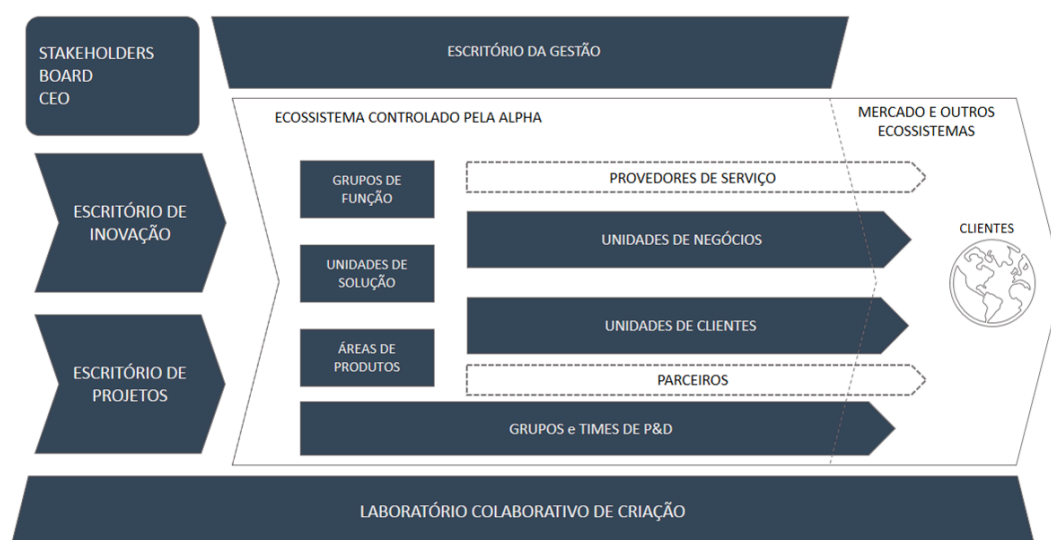 STAKEHOLDERS
BOARD
CEO
ESCRITÓRIO DA GESTÃO
ECOSSISTEMA CONTROLADO PELA ALPHA
MERCADO E OUTROS
ECOSSISTEMAS
ESCRITÓRIO DE
INOVAÇÃO
GRUPOS DE
FUNÇÃO
PROVEDORES DE SERVIÇO
UNIDADES DE NEGÓCIOS
CLIENTES
UNIDADES DE
SOLUÇÃO
UNIDADES DE CLIENTES
ESCRITÓRIO DE
PROJETOS
ÁREAS DE
PRODUTOS
PARCEIROS
GRUPOS e TIMES DE P&D
LABORATÓRIO COLABORATIVO DE CRIAÇÃO